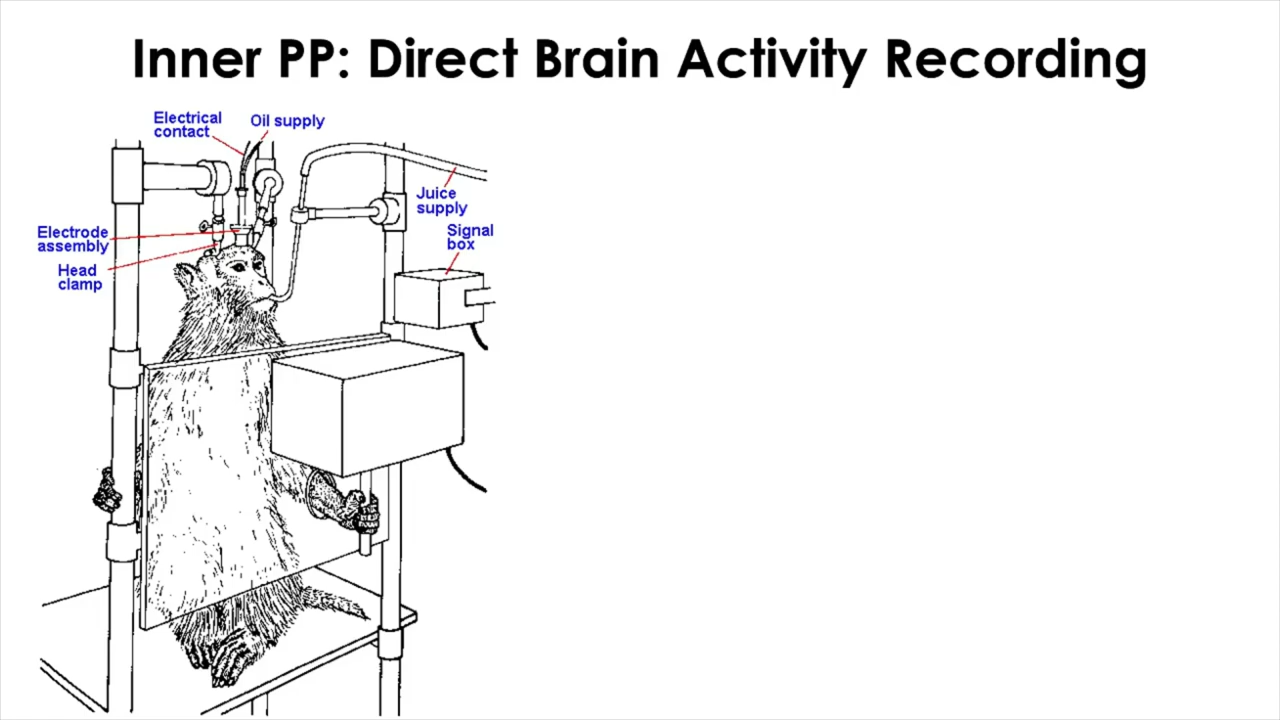 Inner PP: Direct Brain Activity Recording
Electrical
contact
Oil supply
Juice
supply
Signal
box
Electrode
assembly
Head
clamp